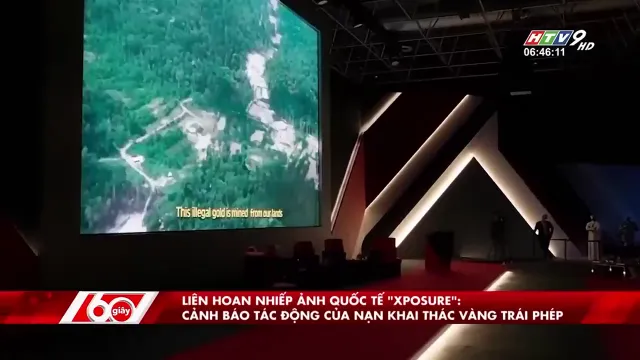 HTV9 HD
06:46:11
This illegal gold is mined from our lands
60 giây
LIÊN HOAN NHIẾP ẢNH QUỐC TẾ "XPOSURE":
CẢNH BÁO TÁC ĐỘNG CỦA NẠN KHAI THÁC VÀNG TRÁI PHÉP